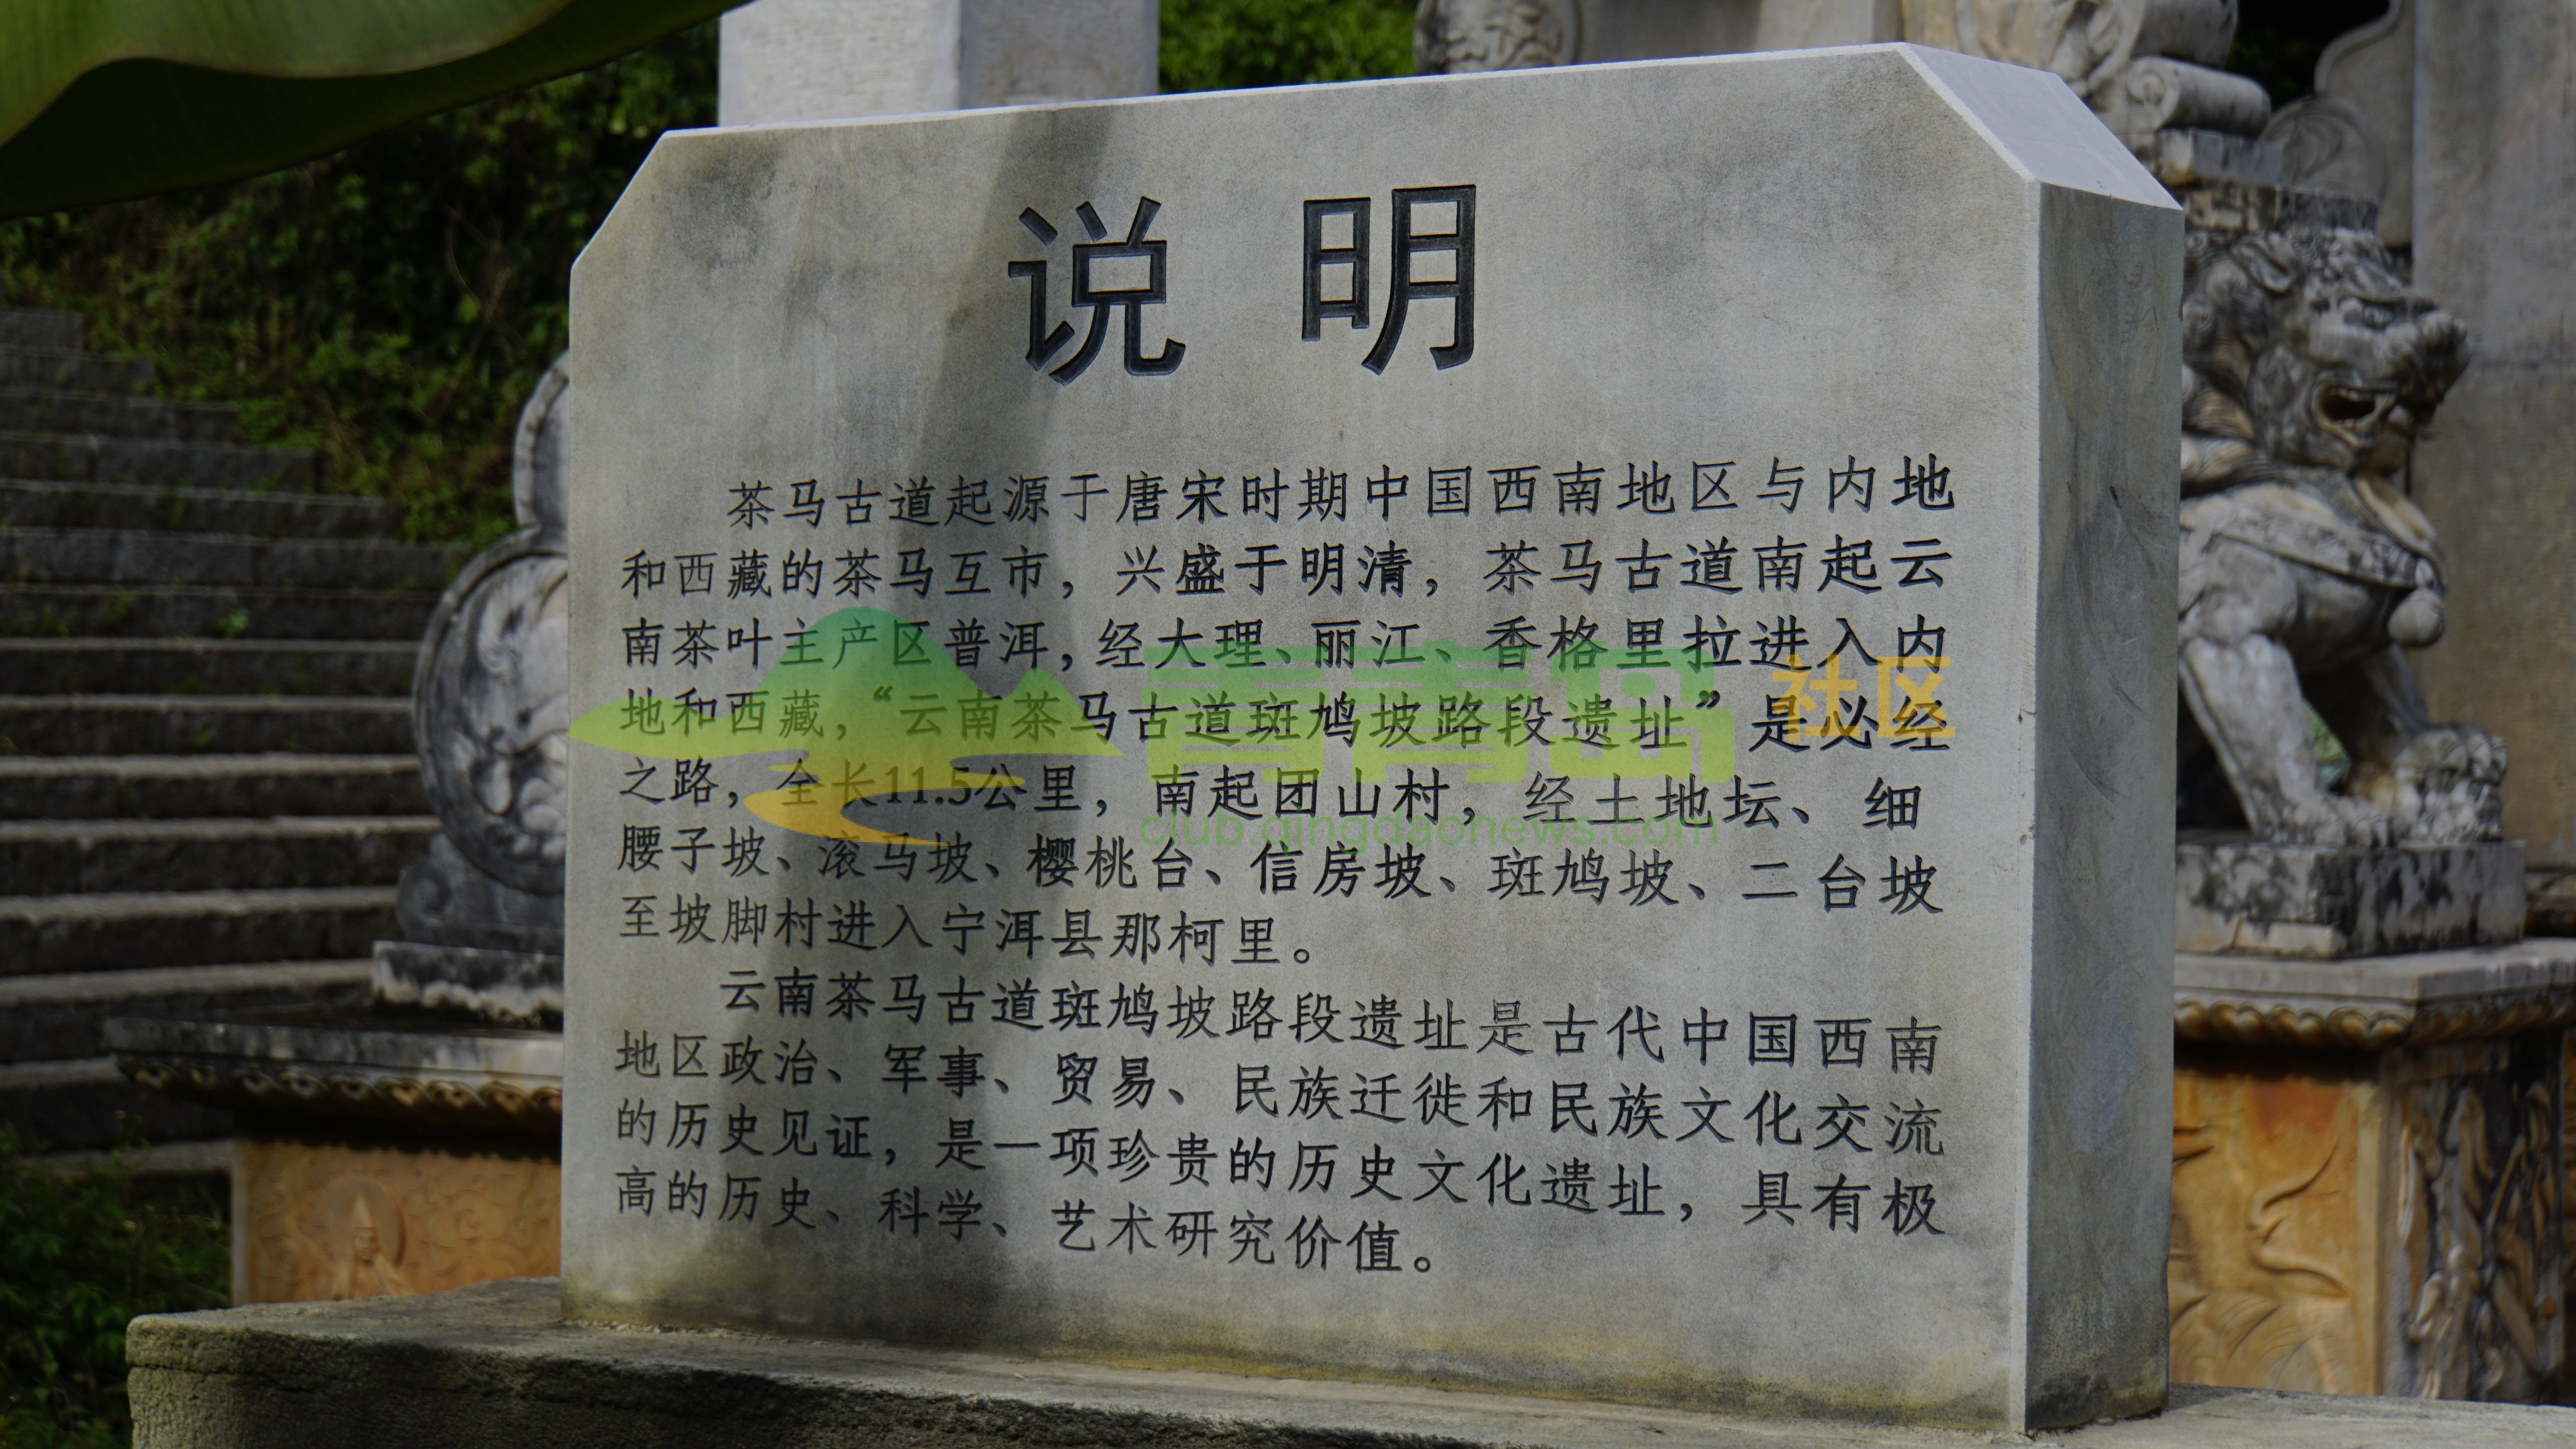 说明
茶马古道起源于唐宋时期中国西南地区与内地
和西藏的茶马互市，兴盛于明清，茶马古道南起云
南茶叶主产区普洱，经大理、丽江、香格里拉进入内
地和西藏，“云南茶马古道斑鸠坡路段遗址”是必经
之路，全长11.5公里，南起团山村，经土地坛、细
腰子坡、滚马坡、樱桃台、信房坡、斑鸠坡、二台坡
至坡脚村进入宁洱县那柯里。
云南茶马古道斑鸠坡路段遗址是古代中国西南
地区政治、军事、贸易、民族迁徙和民族文化交流
的历史见证，是一项珍贵的历史文化遗址，具有极
高的历史、科学、艺术研究价值。
青青岛社区
club.qingdaonews.com